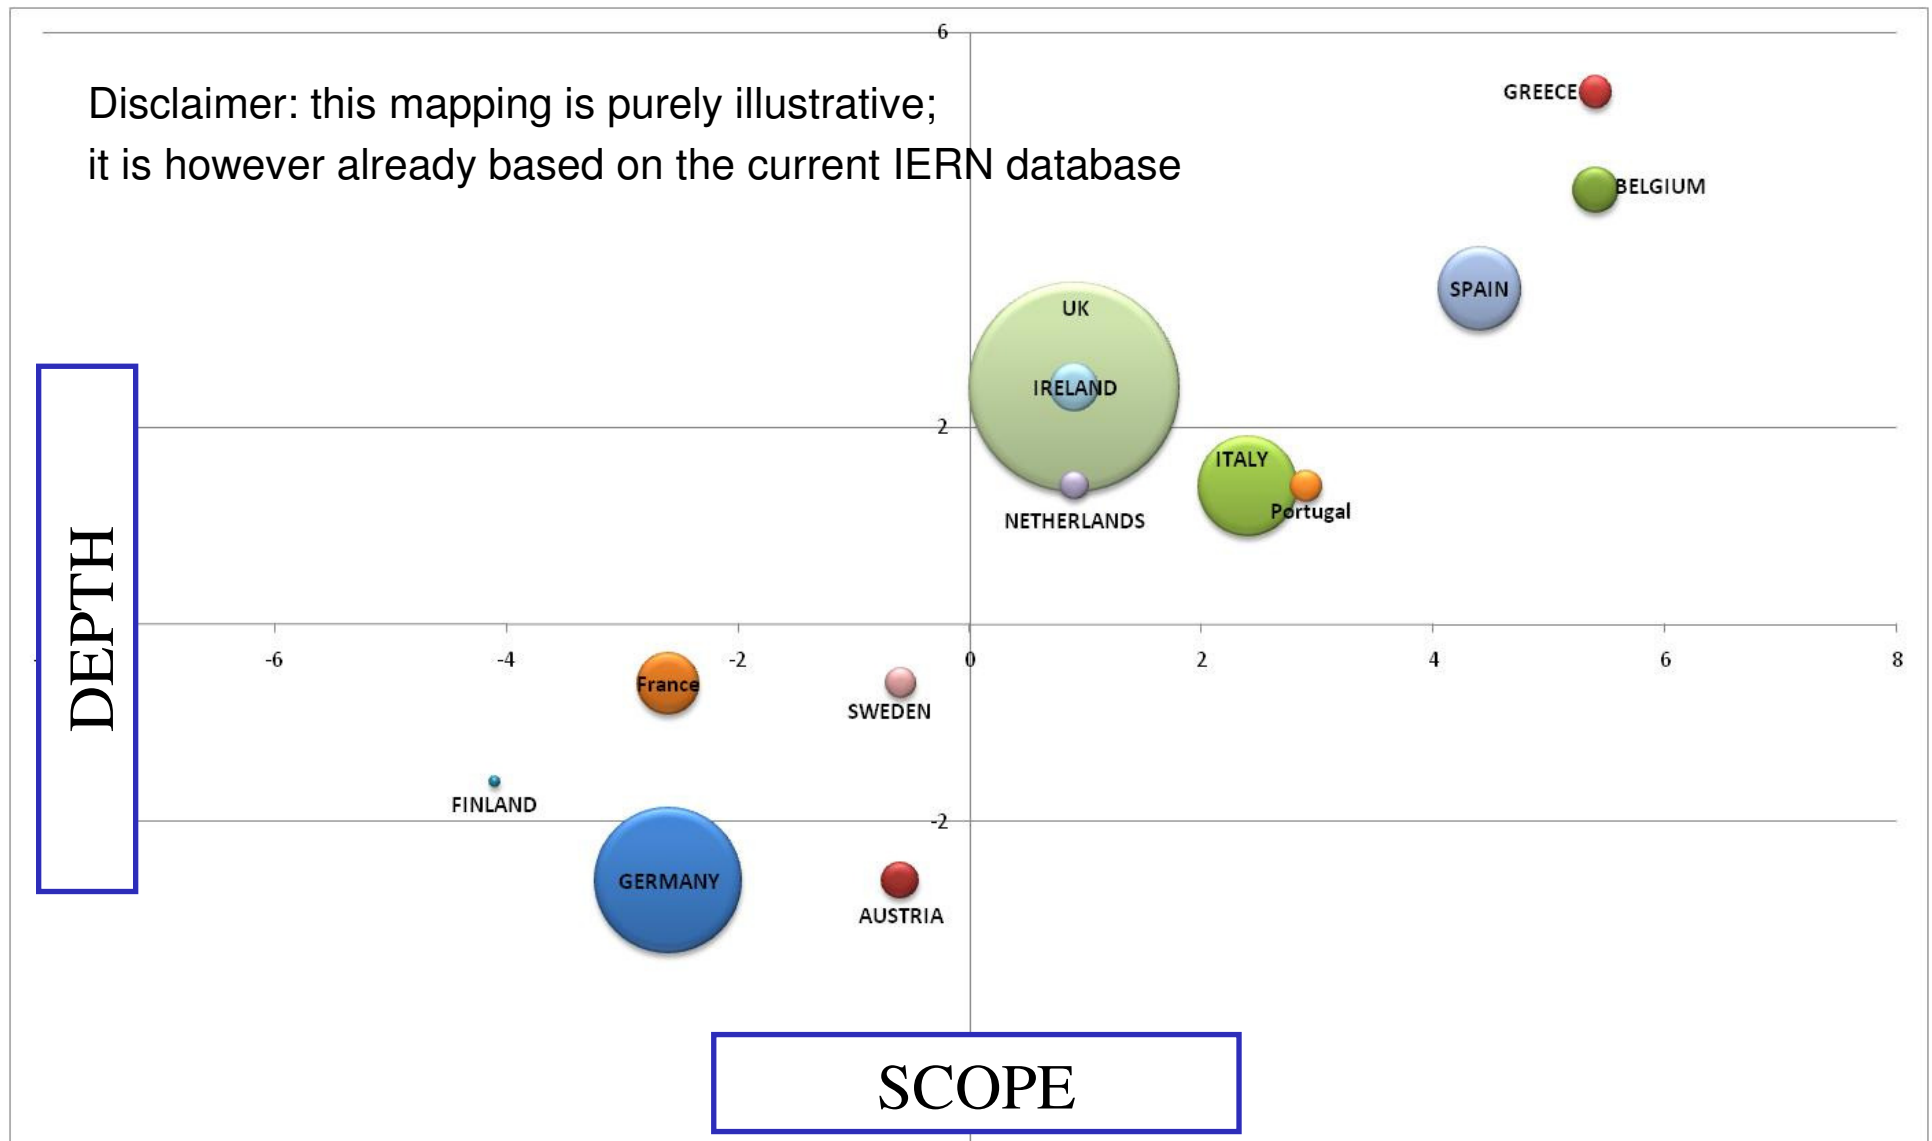 6
Disclaimer: this mapping is purely illustrative;
it is however already based on the current IERN database
GREECE
BELGIUM
SPAIN
UK
IRELAND
2
ITALY
Portugal
NETHERLANDS
DEPTH
-6
-4
-2
0
2
4
6
8
France
SWEDEN
FINLAND
-2
GERMANY
AUSTRIA
SCOPE